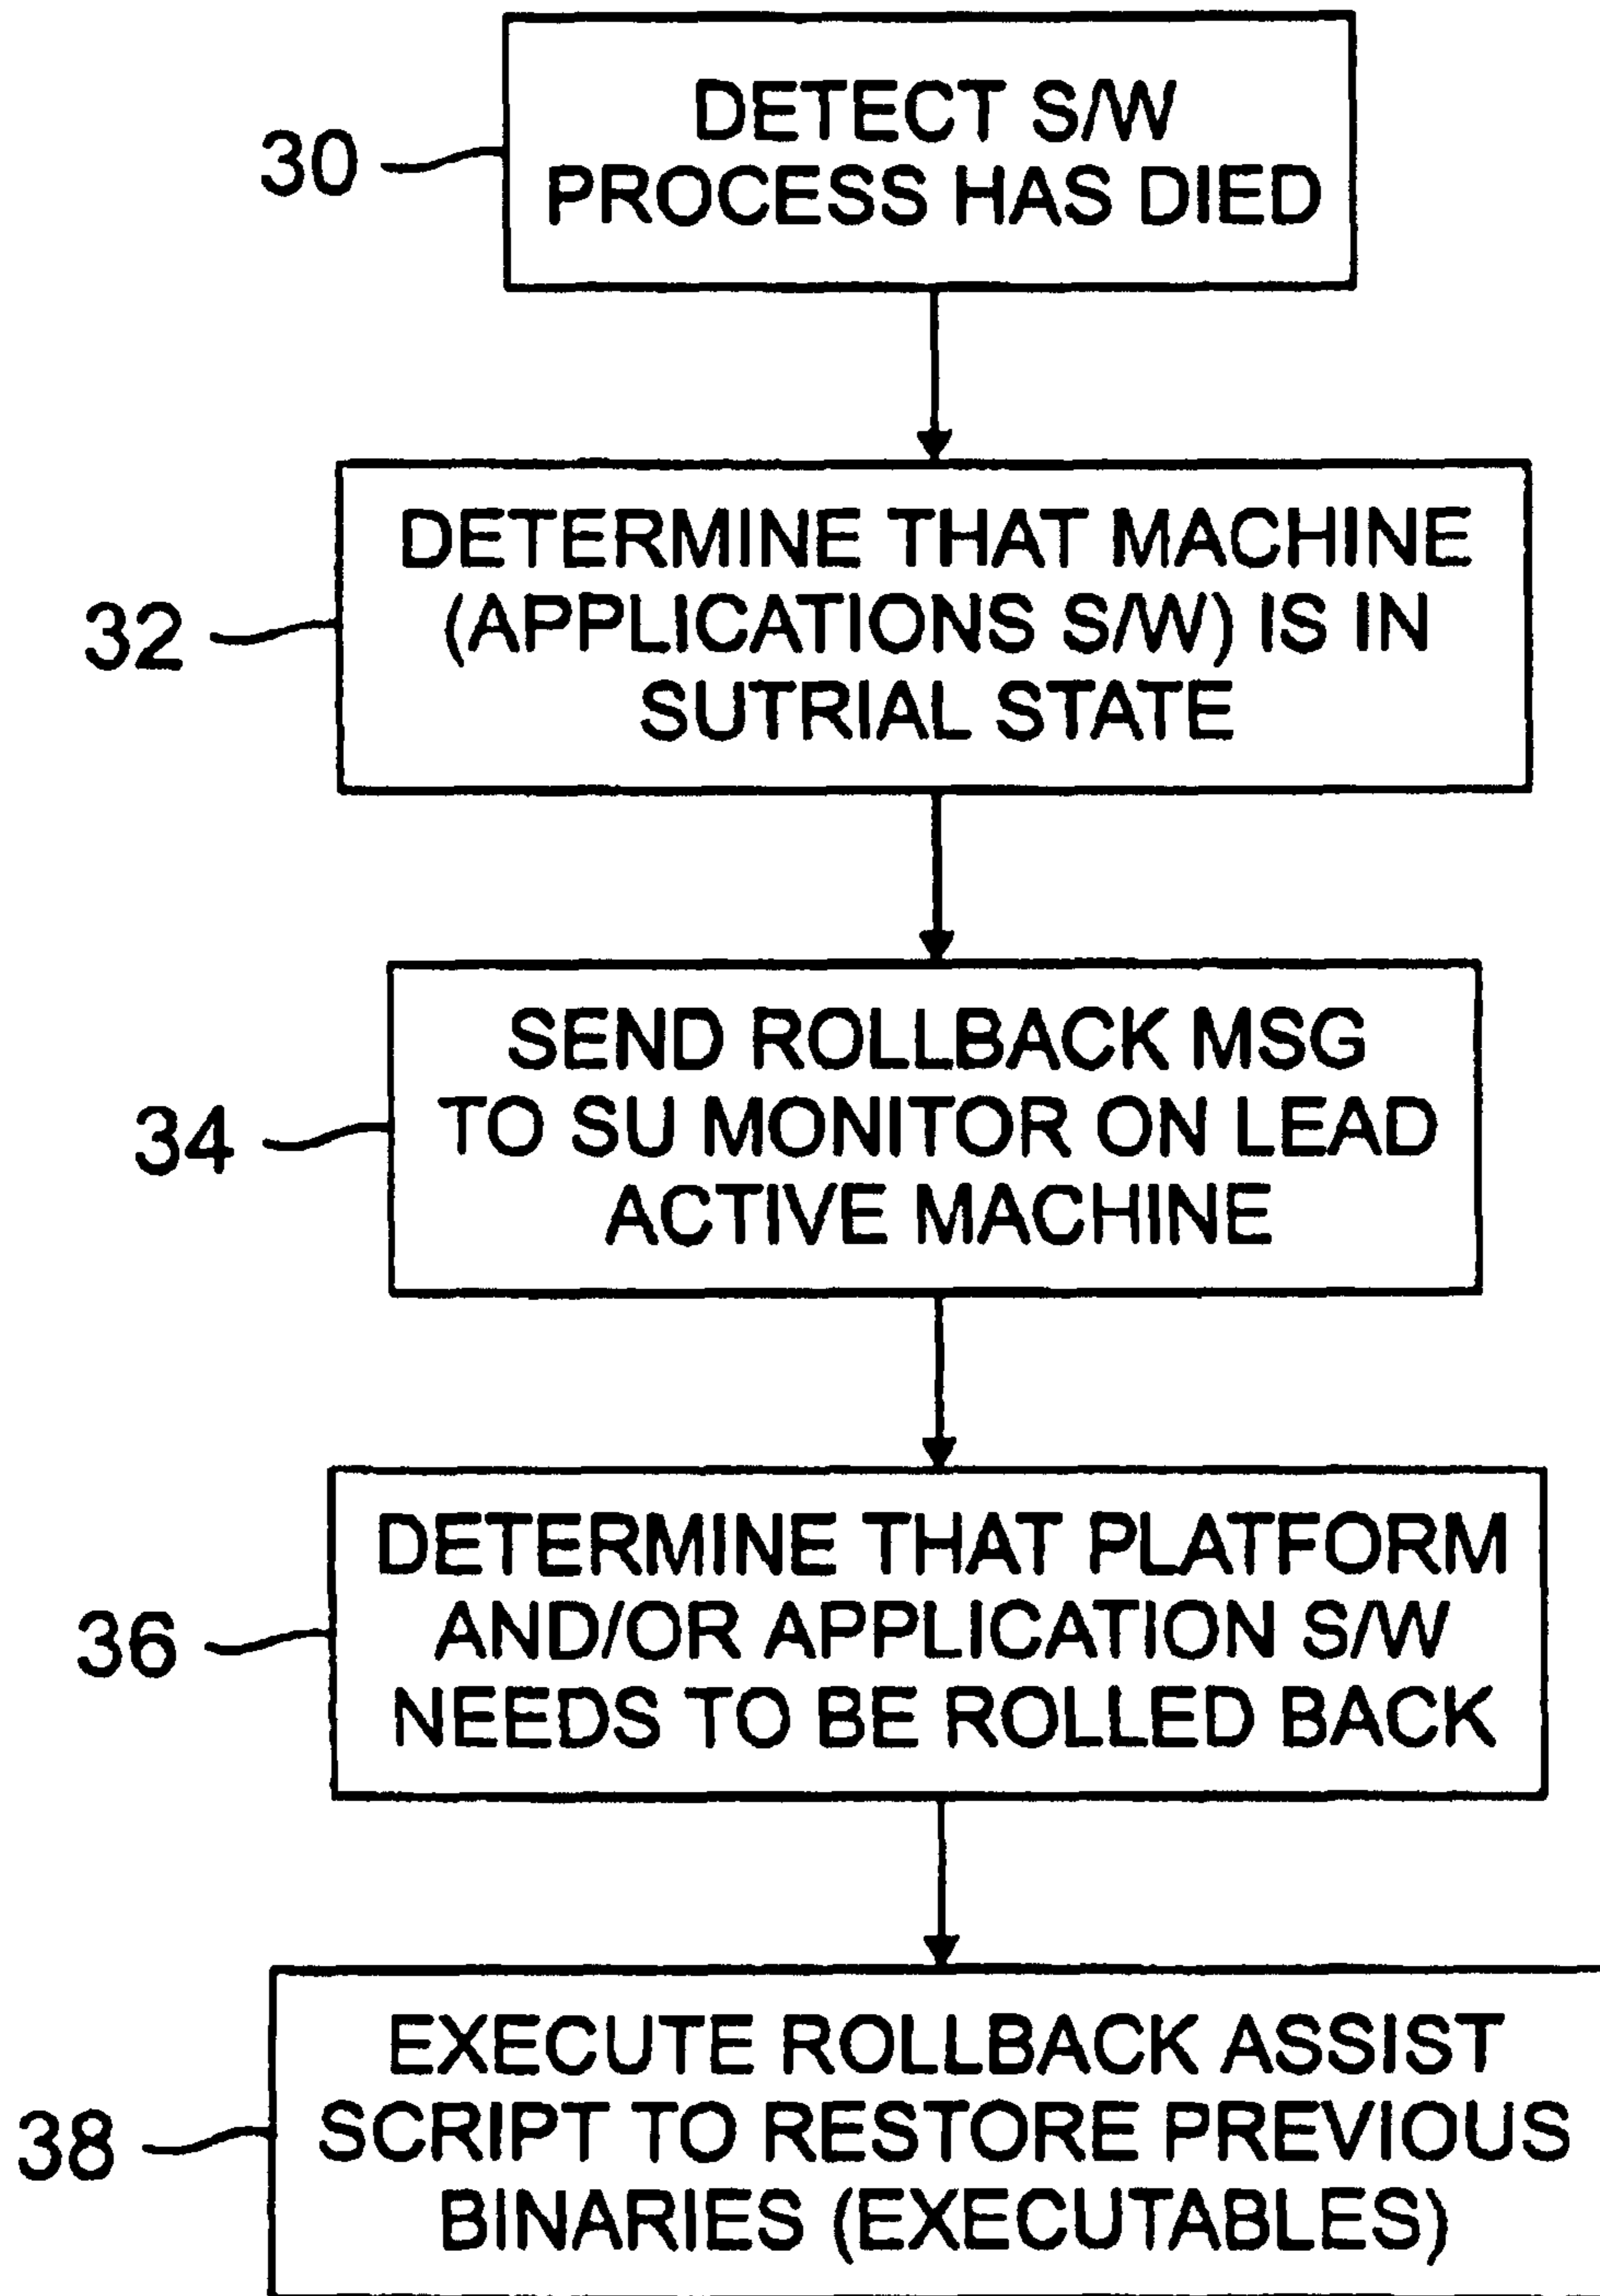 DETECT S/W
PROCESS HAS DIED
30
DETERMINE THAT MACHINE
(APPLICATIONS S/W) IS IN
SUTRIAL STATE
32
SEND ROLLBACK MSG
TO SU MONITOR ON LEAD
ACTIVE MACHINE
34
DETERMINE THAT PLATFORM
AND/OR APPLICATION S/W
NEEDS TO BE ROLLED BACK
36
EXECUTE ROLLBACK ASSIST
SCRIPT TO RESTORE PREVIOUS
BINARIES (EXECUTABLES)
38